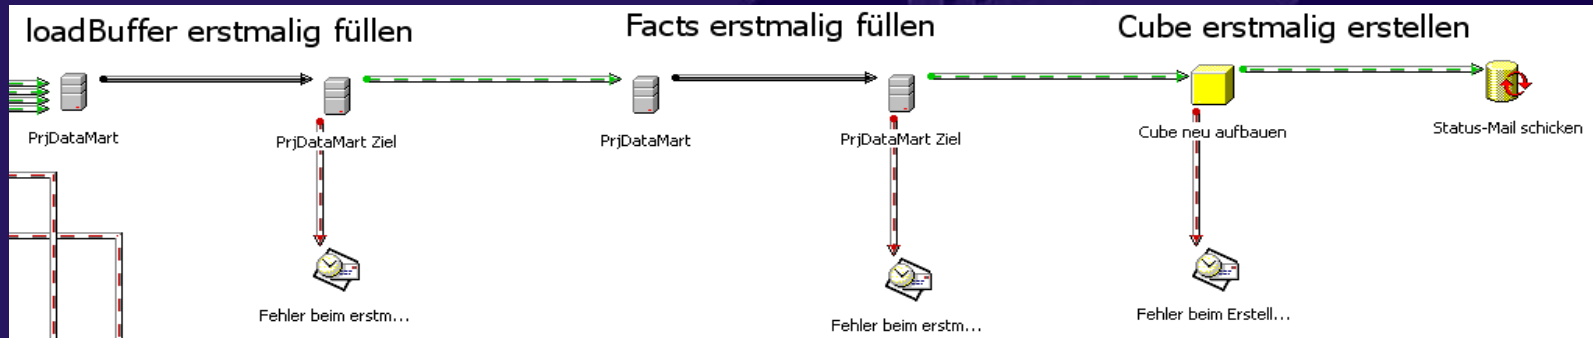 loadBuffer erstmalig füllen
Facts erstmalig füllen
Cube erstmalig erstellen
PrjDataMart
PrjDataMart Ziel
PrjDataMart
PrjDataMart Ziel
Cube neu aufbauen
Status-Mail schicken
Fehler beim erstm...
Fehler beim erstm...
Fehler beim Erstell...